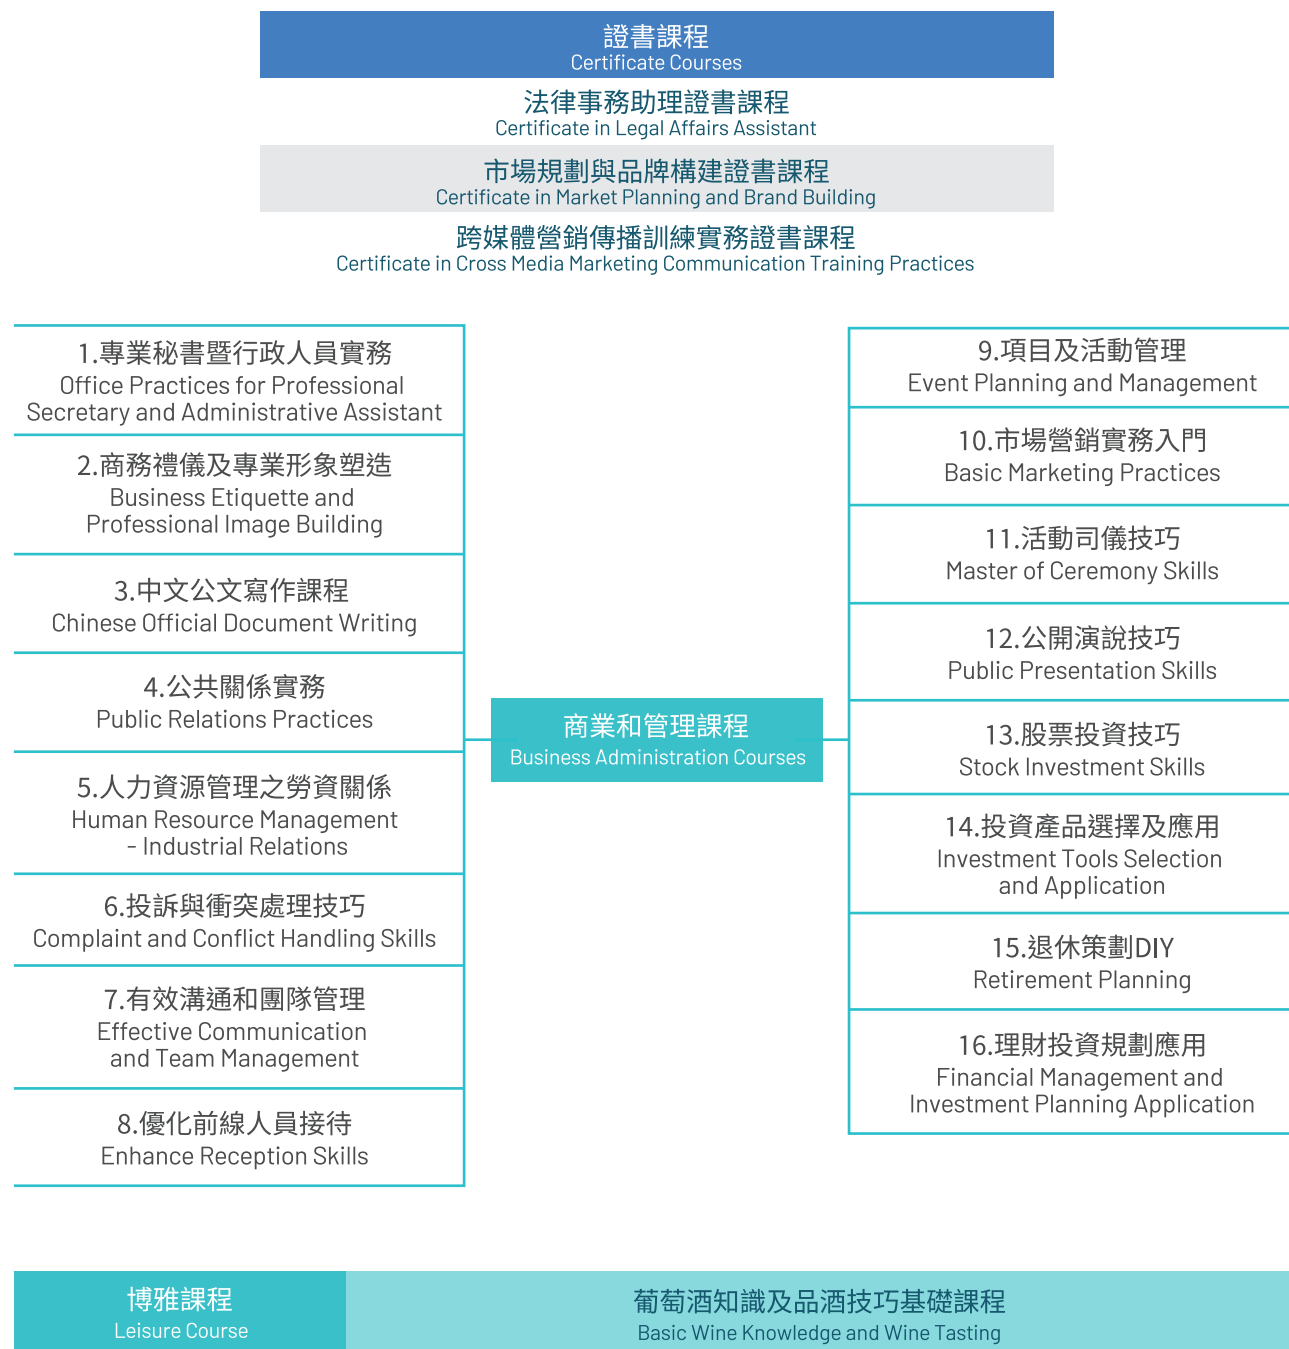 證書課程
Certificate Courses
法律事務助理證書課程
Certificate in Legal Affairs Assistant
市場規劃與品牌構建證書課程
Certificate in Market Planning and Brand Building
跨媒體營銷傳播訓練實務證書課程
Certificate in Cross Media Marketing Communication Training Practices
1.專業秘書暨行政人員實務
Office Practices for Professional
Secretary and Administrative Assistant
2.商務禮儀及專業形象塑造
Business Etiquette and
Professional Image Building
3.中文公文寫作課程
Chinese Official Document Writing
4.公共關係實務
Public Relations Practices
5.人力資源管理之勞資關係
Human Resource Management
- Industrial Relations
6.投訴與衝突處理技巧
Complaint and Conflict Handling Skills
7.有效溝通和團隊管理
Effective Communication
and Team Management
8.優化前線人員接待
Enhance Reception Skills
商業和管理課程
Business Administration Courses
9.項目及活動管理
Event Planning and Management
10.市場營銷實務入門
Basic Marketing Practices
11.活動司儀技巧
Master of Ceremony Skills
12.公開演說技巧
Public Presentation Skills
13.股票投資技巧
Stock Investment Skills
14.投資產品選擇及應用
Investment Tools Selection
and Application
15.退休策劃DIY
Retirement Planning
16.理財投資規劃應用
Financial Management and
Investment Planning Application
博雅課程
Leisure Course
葡萄酒知識及品酒技巧基礎課程
Basic Wine Knowledge and Wine Tasting